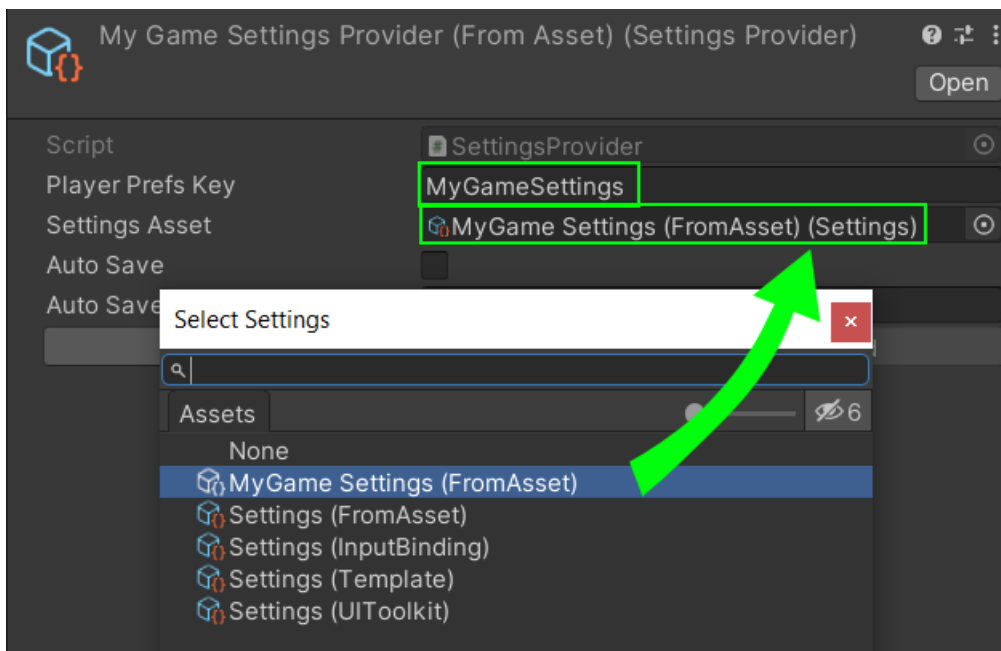 My Game Settings Provider (From Asset) (Settings Provider)
Open
Script SettingsProvider
Player Prefs Key MyGameSettings
Settings Asset MyGame Settings (FromAsset) (Settings)
Auto Save
Auto Save
Select Settings
Assets 6
None
MyGame Settings (FromAsset)
Settings (FromAsset)
Settings (InputBinding)
Settings (Template)
Settings (UIToolkit)